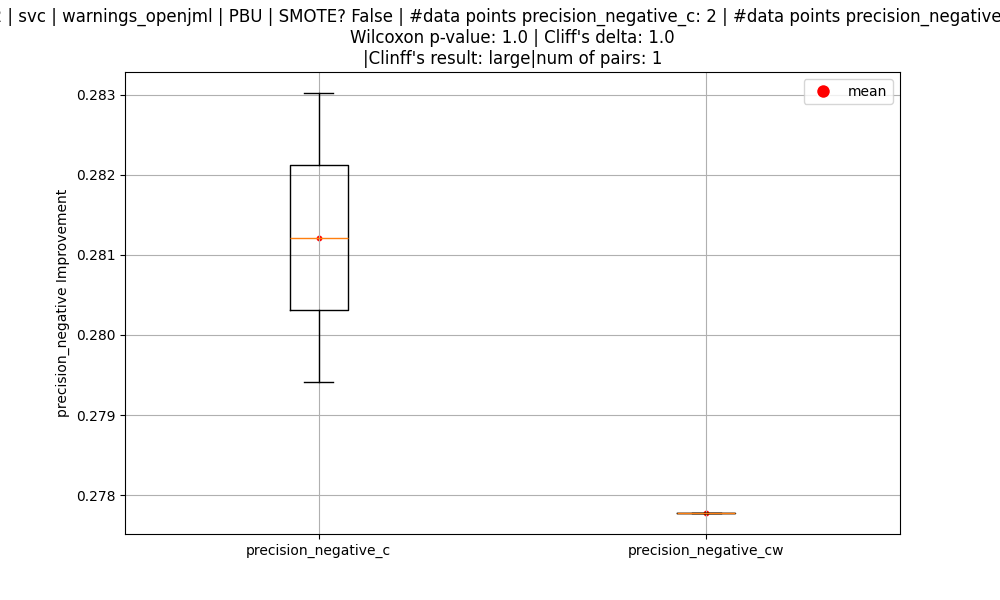 | svc | warnings_openjml | PBU | SMOTE? False | #data points precision_negative_c: 2 | #data points precision_negative
Wilcoxon p-value: 1.0 | Cliff's delta: 1.0
|Clinff's result: large|num of pairs: 1
mean
0.283
0.282
0.281
0.280
0.279
0.278
precision_negative Improvement
precision_negative_c
precision_negative_cw